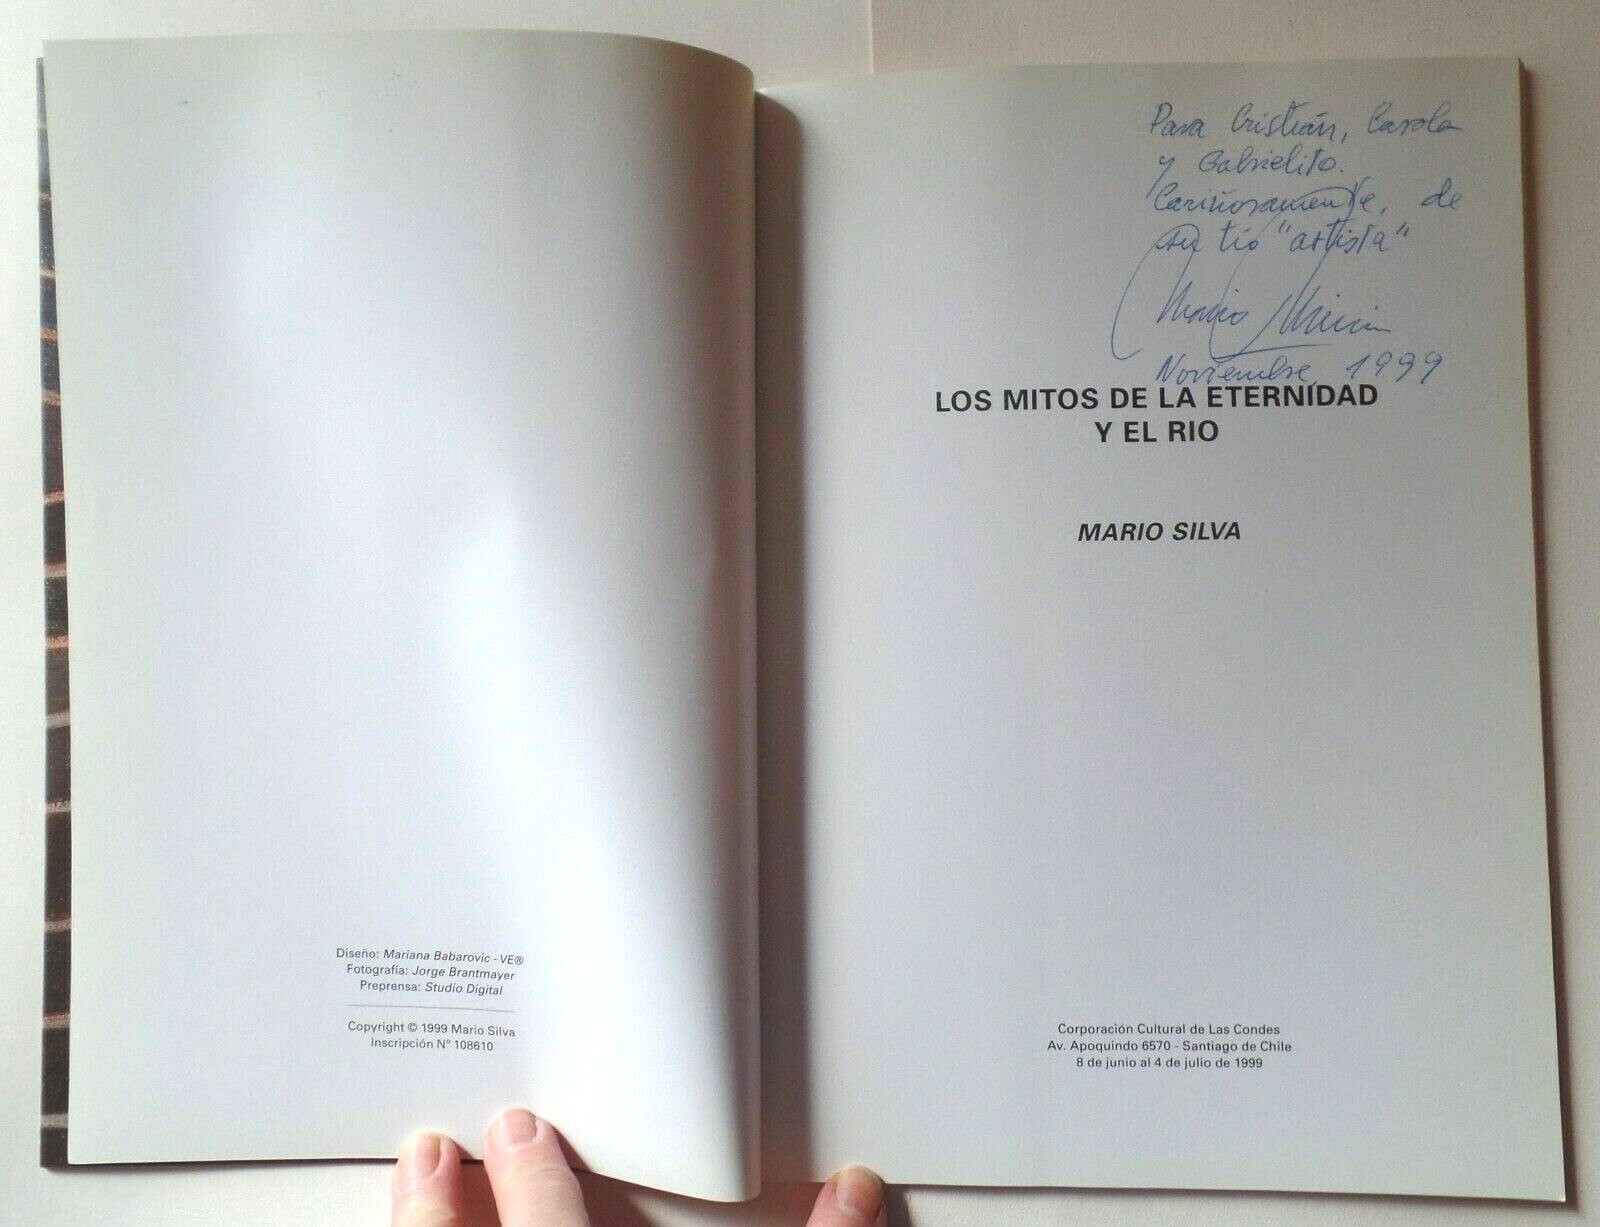 Diseño: Mariana Babarovic - VE®
Fotografía: Jorge Brantmayer
Preprensa: Studio Digital
Copyright © 1999 Mario Silva
Inscripción Nº 108610
Para Cristián, Carola
y Gabrielito.
Cariñosamente, de
su tío "artista"
Mario
Noviembre, 1999
LOS MITOS DE LA ETERNIDAD
Y EL RIO
MARIO SILVA
Corporación Cultural de Las Condes
Av. Apoquindo 6570 - Santiago de Chile
8 de junio al 4 de julio de 1999